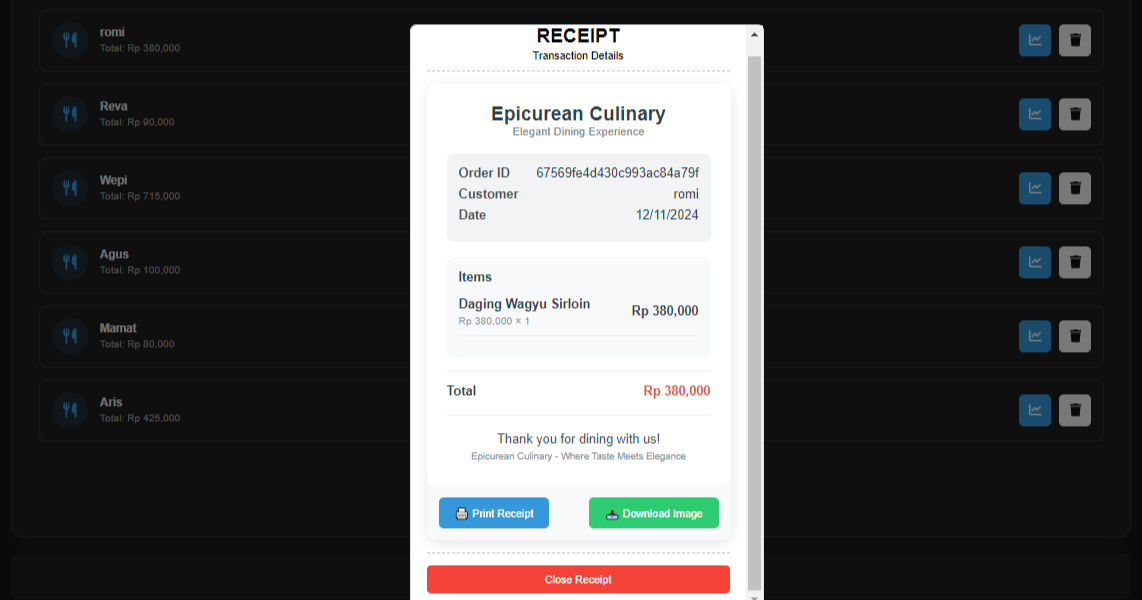 romi
Total: Rp 380,000
Reva
Total: Rp 90,000
Wepi
Total: Rp 715,000
Agus
Total: Rp 100,000
Mamat
Total: Rp 80,000
Aris
Total: Rp 425,000
RECEIPT
Transaction Details
Epicurean Culinary
Elegant Dining Experience
Order ID 67569fe4d430c993ac84a79f
Customer romi
Date 12/11/2024
Items
Daging Wagyu Sirloin Rp 380,000
Rp 380,000 × 1
Total Rp 380,000
Thank you for dining with us!
Epicurean Culinary - Where Taste Meets Elegance
Print Receipt Download Image
Close Receipt